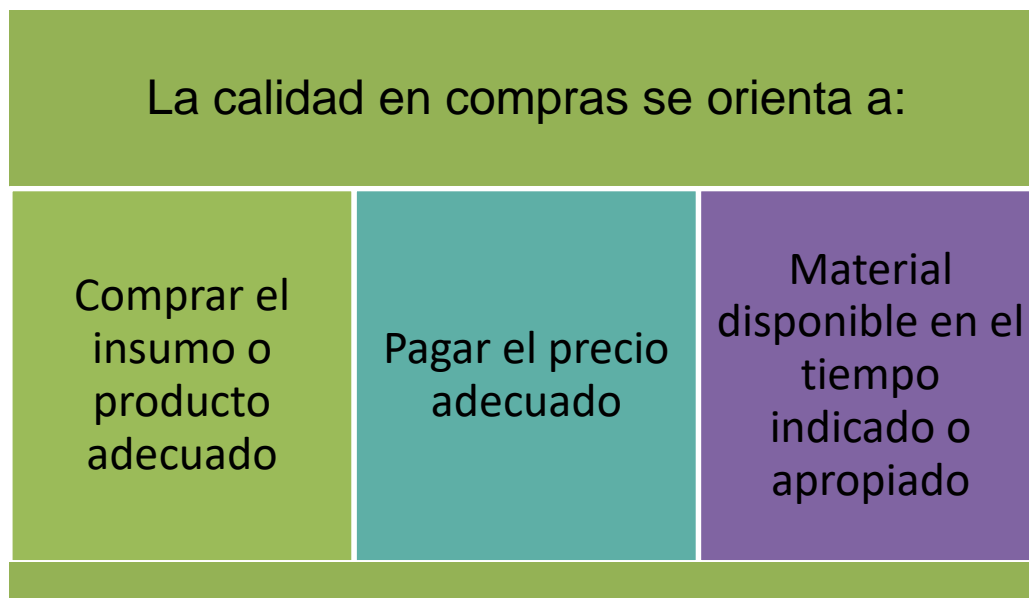 La calidad en compras se orienta a:
Comprar el
insumo o
producto
adecuado
Pagar el precio
adecuado
Material
disponible en el
tiempo
indicado o
apropiado